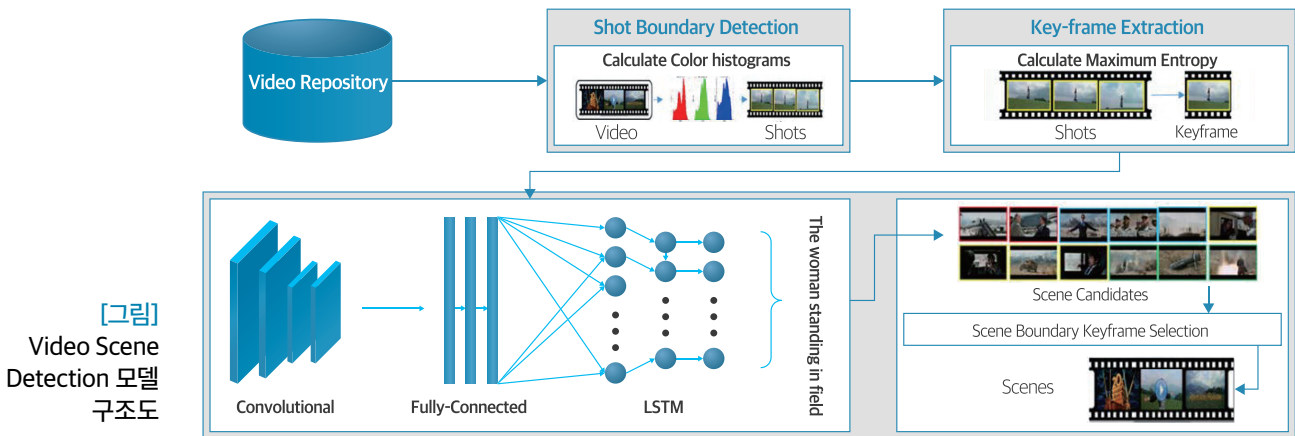 Video Repository
Shot Boundary Detection
Calculate Color histograms
Video
Shots
Key-frame Extraction
Calculate Maximum Entropy
Shots
Keyframe
Convolutional
Fully-Connected
LSTM
The woman standing in field
Scene Candidates
Scene Boundary Keyframe Selection
Scenes
[그림]
Video Scene
Detection 모델
구조도